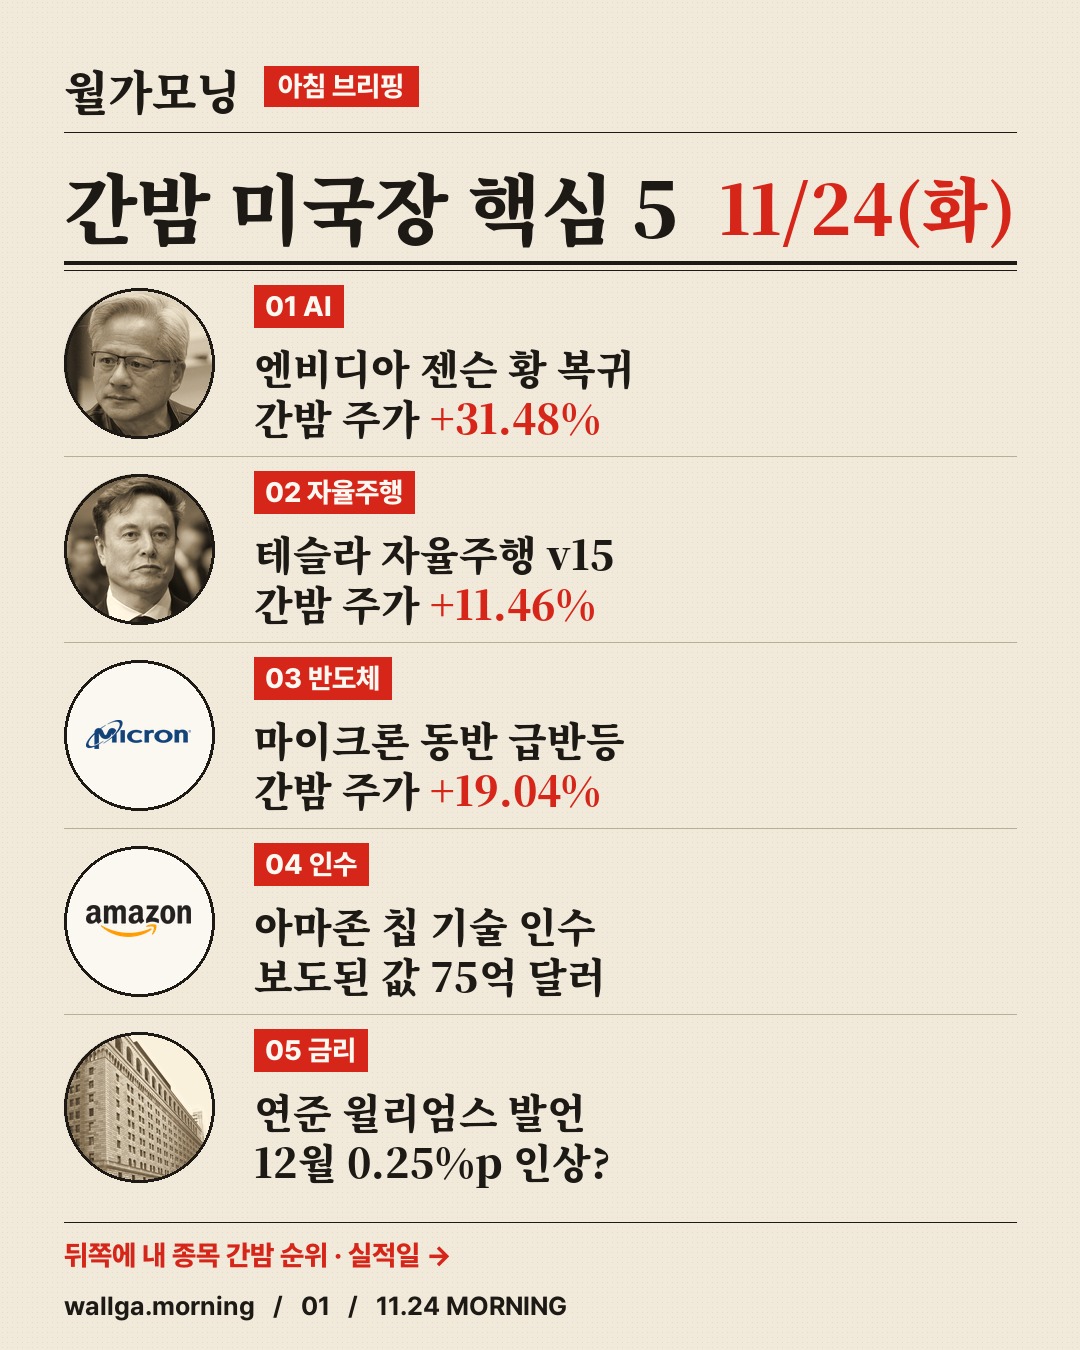 월가모닝 아침 브리핑
간밤 미국장 핵심 5 11/24(화)
01 AI
엔비디아 젠슨 황 복귀
간밤 주가 +31.48%
02 자율주행
테슬라 자율주행 v15
간밤 주가 +11.46%
03 반도체
Micron
마이크론 동반 급반등
간밤 주가 +19.04%
04 인수
amazon
아마존 칩 기술 인수
보도된 값 75억 달러
05 금리
연준 윌리엄스 발언
12월 0.25%p 인상?
뒤쪽에 내 종목 간밤 순위 · 실적일 →
wallga.morning / 01 / 11.24 MORNING